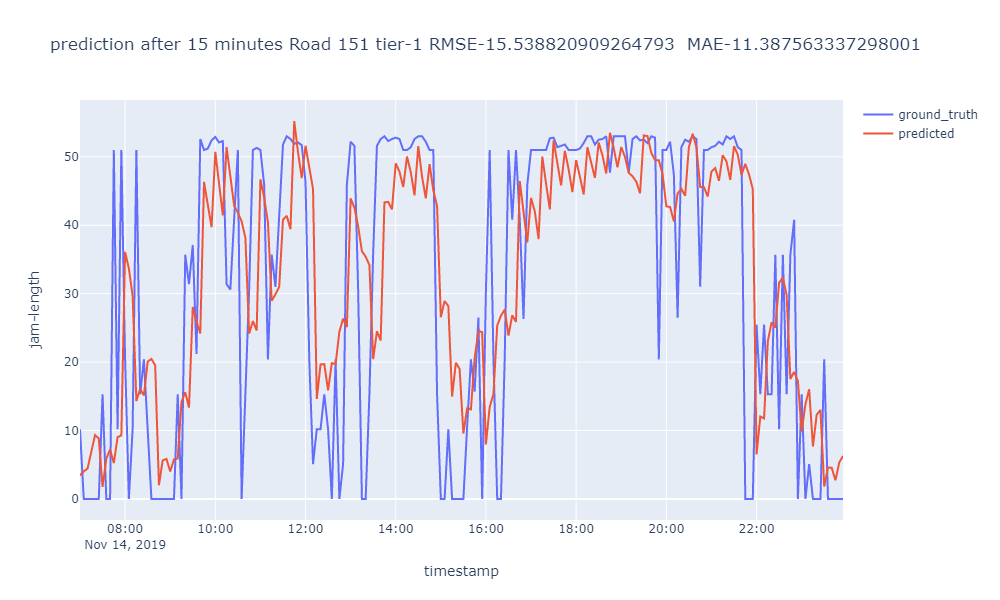 prediction after 15 minutes Road 151 tier-1 RMSE-15.538820909264793 MAE-11.387563337298001
ground_truth
predicted
50
40
30
20
10
0
jam-length
08:00 10:00 12:00 14:00 16:00 18:00 20:00 22:00
Nov 14, 2019
timestamp